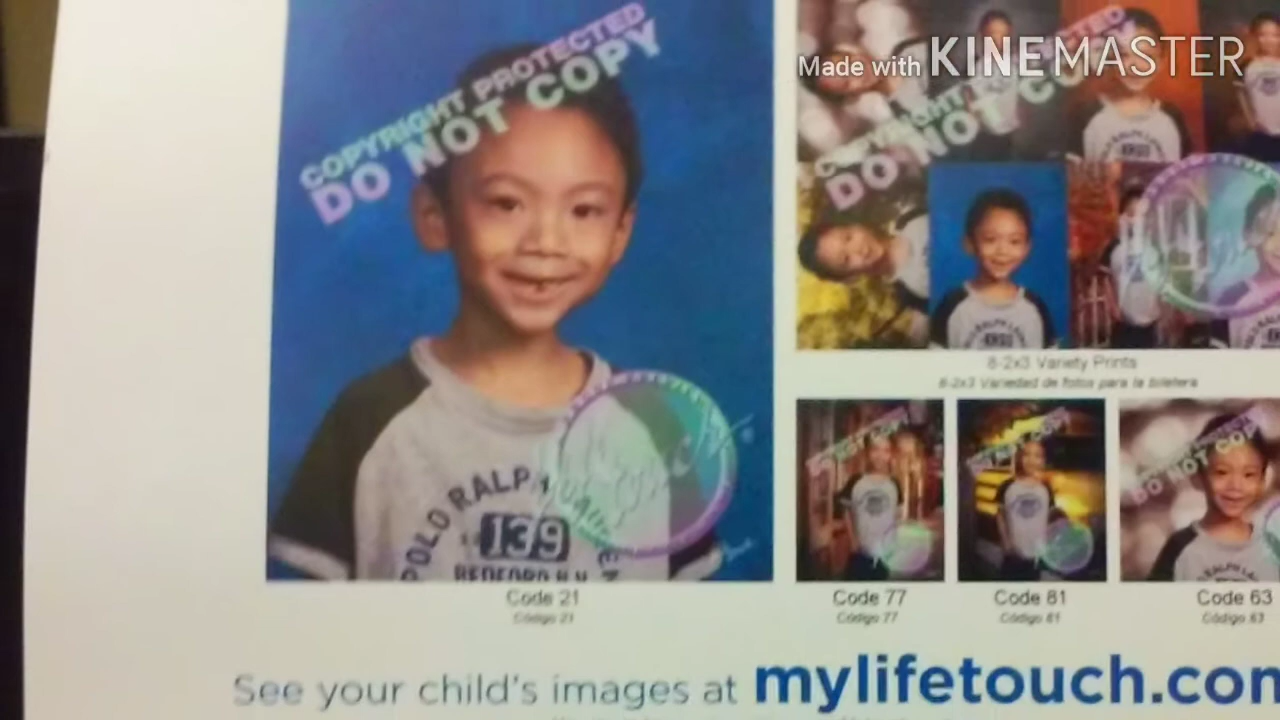 Made with KINEMASTER
COPYRIGHT PROTECTED
DO NOT COPY
COPYRIGHT
DO NOT COPY
POLO RALPH LAUREN
139
BEDFORD N.Y.
8-2x3 Variety Prints
8-2x3 Variedad de fotos para la billetera
DO NOT COPY
Code 21
Código 21
Code 77
Código 77
Code 81
Código 81
Code 63
Código 63
See your child's images at mylifetouch.com